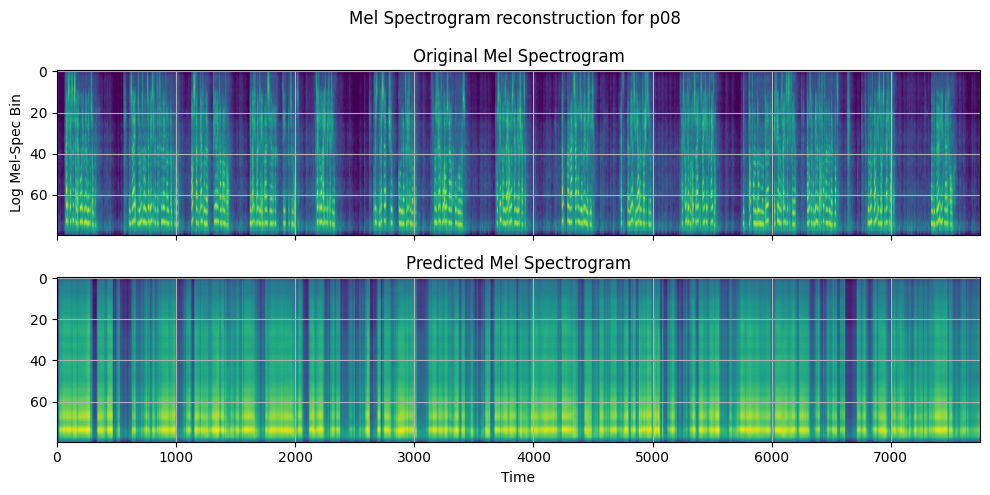 Mel Spectrogram reconstruction for p08
Original Mel Spectrogram
Log Mel-Spec Bin
0
20
40
60
Predicted Mel Spectrogram
0
20
40
60
0 1000 2000 3000 4000 5000 6000 7000
Time